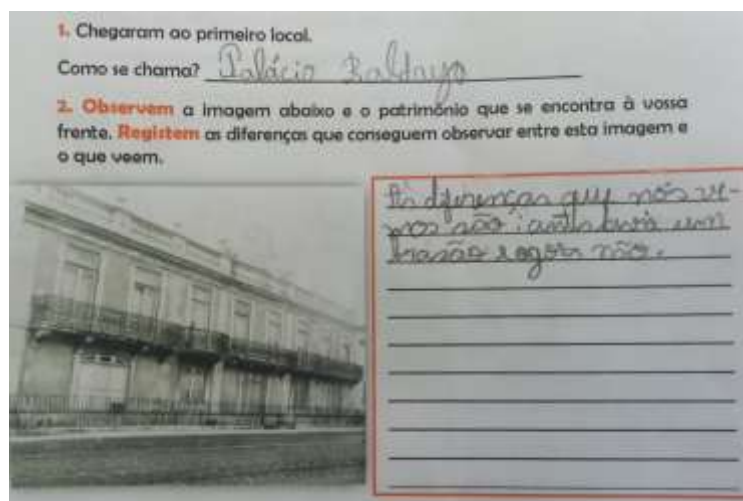 1. Chegaram ao primeiro local.
Como se chama? Palácio Baldaya
2. Observem a imagem abaixo e o património que se encontra à vossa
frente. Registem as diferenças que conseguem observar entre esta imagem e
o que veem.
As diferenças que nós ve-
mos são: antes havia um
brasão e agora não.